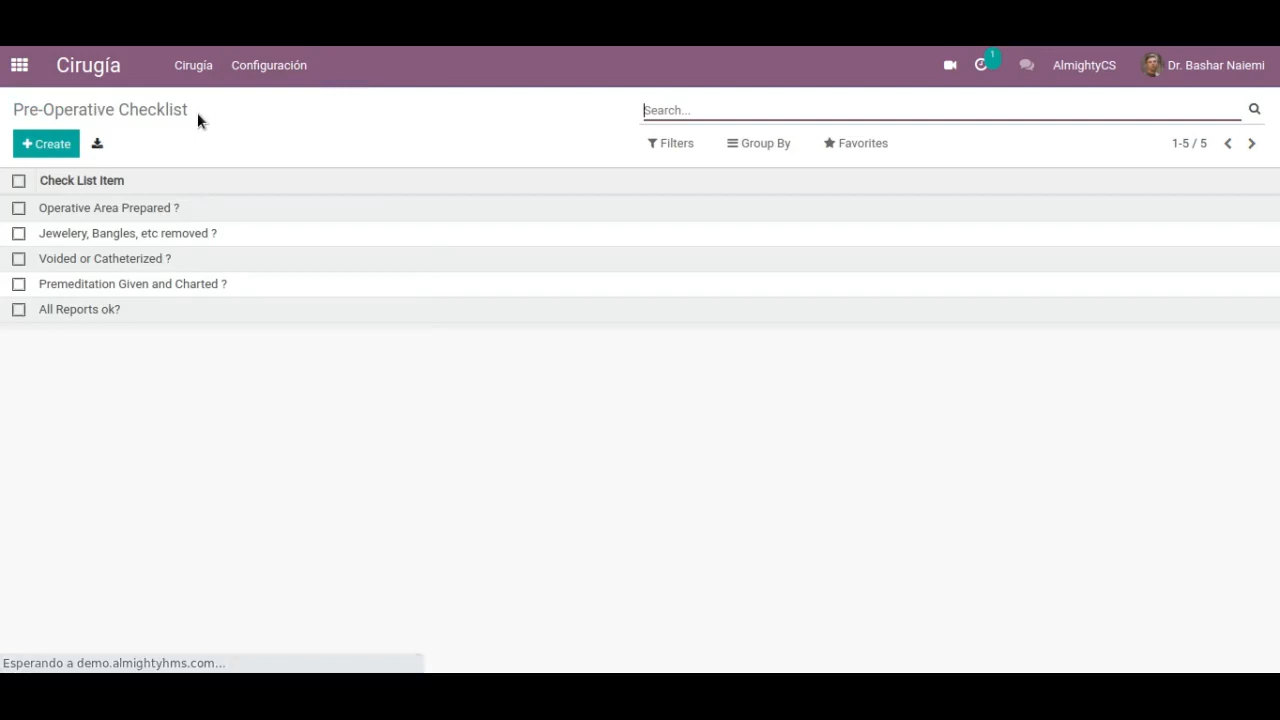 Cirugía Cirugía Configuración 1 AlmightyCS Dr. Bashar Naiemi
Pre-Operative Checklist Search...
Create Filters Group By Favorites 1-5 / 5
Check List Item
Operative Area Prepared ?
Jewelery, Bangles, etc removed ?
Voided or Catheterized ?
Premeditation Given and Charted ?
All Reports ok?
Esperando a demo.almightyhms.com...